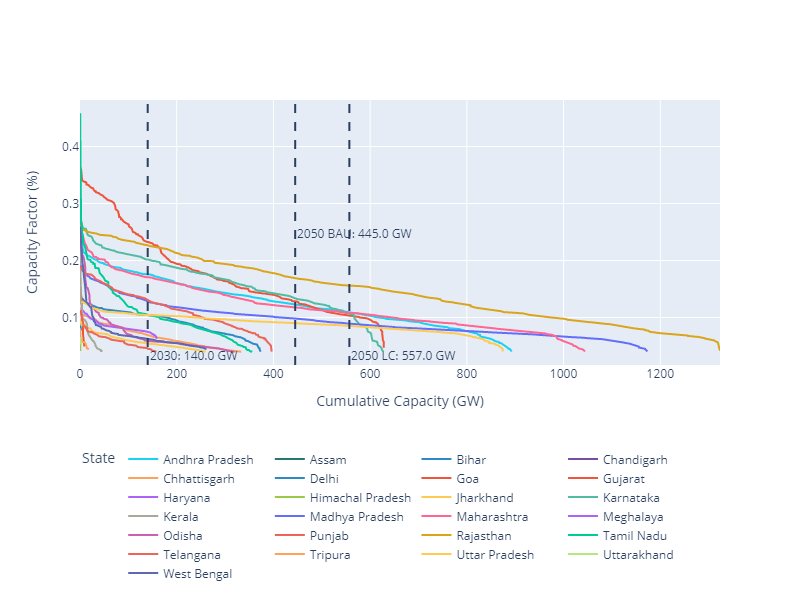 Capacity Factor (%)
0.4
0.3
0.2
0.1
2050 BAU: 445.0 GW
2030: 140.0 GW
2050 LC: 557.0 GW
0 200 400 600 800 1000 1200
Cumulative Capacity (GW)
State
Andhra Pradesh Assam Bihar Chandigarh
Chhattisgarh Delhi Goa Gujarat
Haryana Himachal Pradesh Jharkhand Karnataka
Kerala Madhya Pradesh Maharashtra Meghalaya
Odisha Punjab Rajasthan Tamil Nadu
Telangana Tripura Uttar Pradesh Uttarakhand
West Bengal